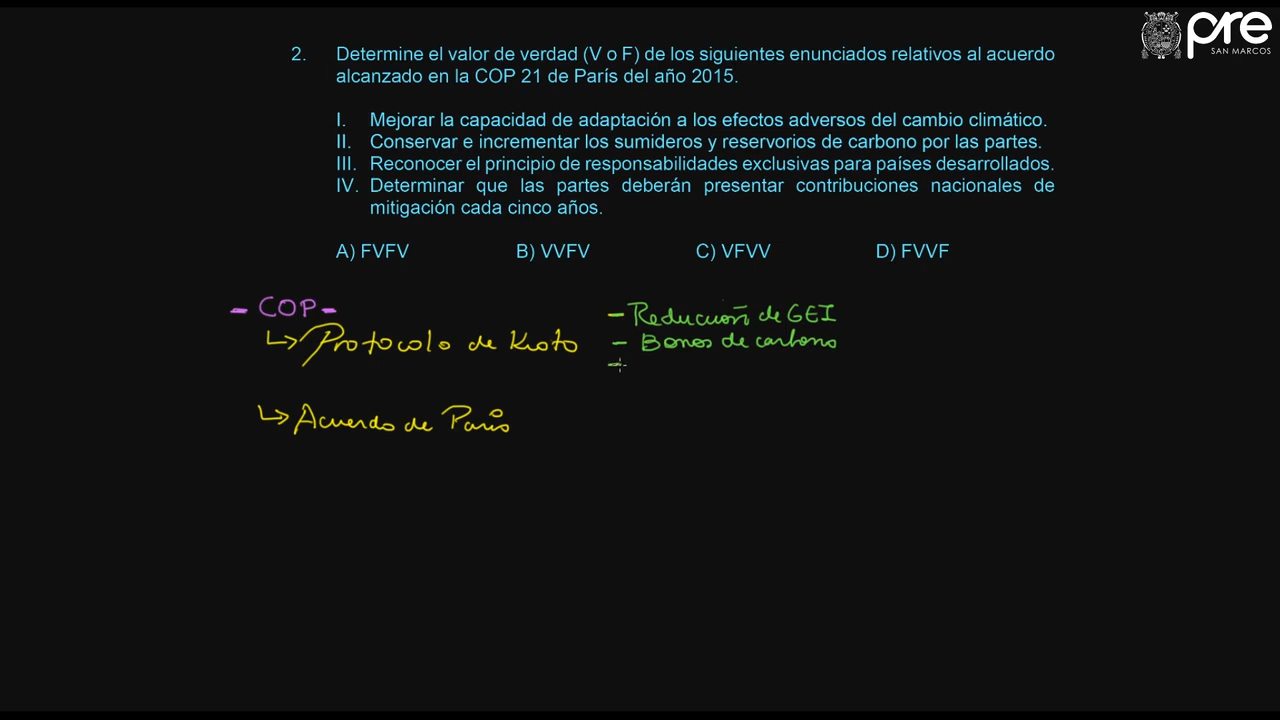 pre
SAN MARCOS
2. Determine el valor de verdad (V o F) de los siguientes enunciados relativos al acuerdo
alcanzado en la COP 21 de París del año 2015.
I. Mejorar la capacidad de adaptación a los efectos adversos del cambio climático.
II. Conservar e incrementar los sumideros y reservorios de carbono por las partes.
III. Reconocer el principio de responsabilidades exclusivas para países desarrollados.
IV. Determinar que las partes deberán presentar contribuciones nacionales de
mitigación cada cinco años.
A) FVFV B) VVFV C) VFVV D) FVVF
- COP -
↳ Protocolo de Kioto
- Reducción de GEI
- Bonos de carbono
-
↳ Acuerdo de París